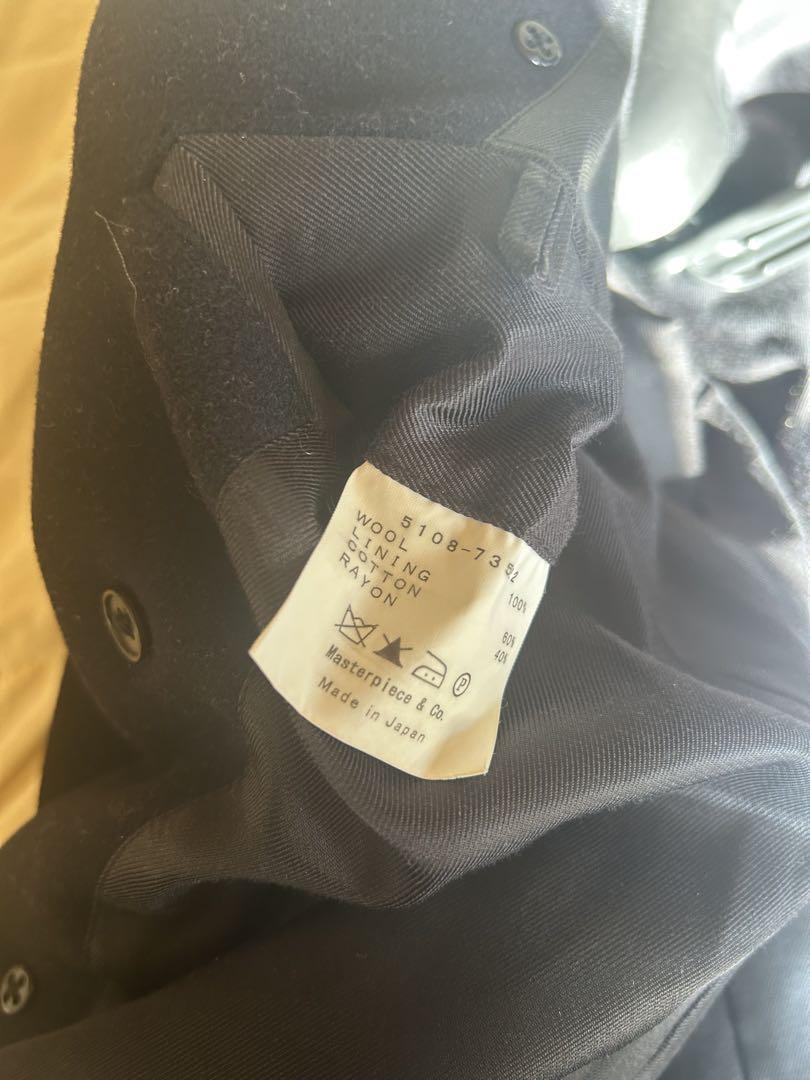 5108-7352
WOOL 100%
LINING
COTTON 60%
RAYON 40%
P
Masterpiece & Co.
Made in Japan